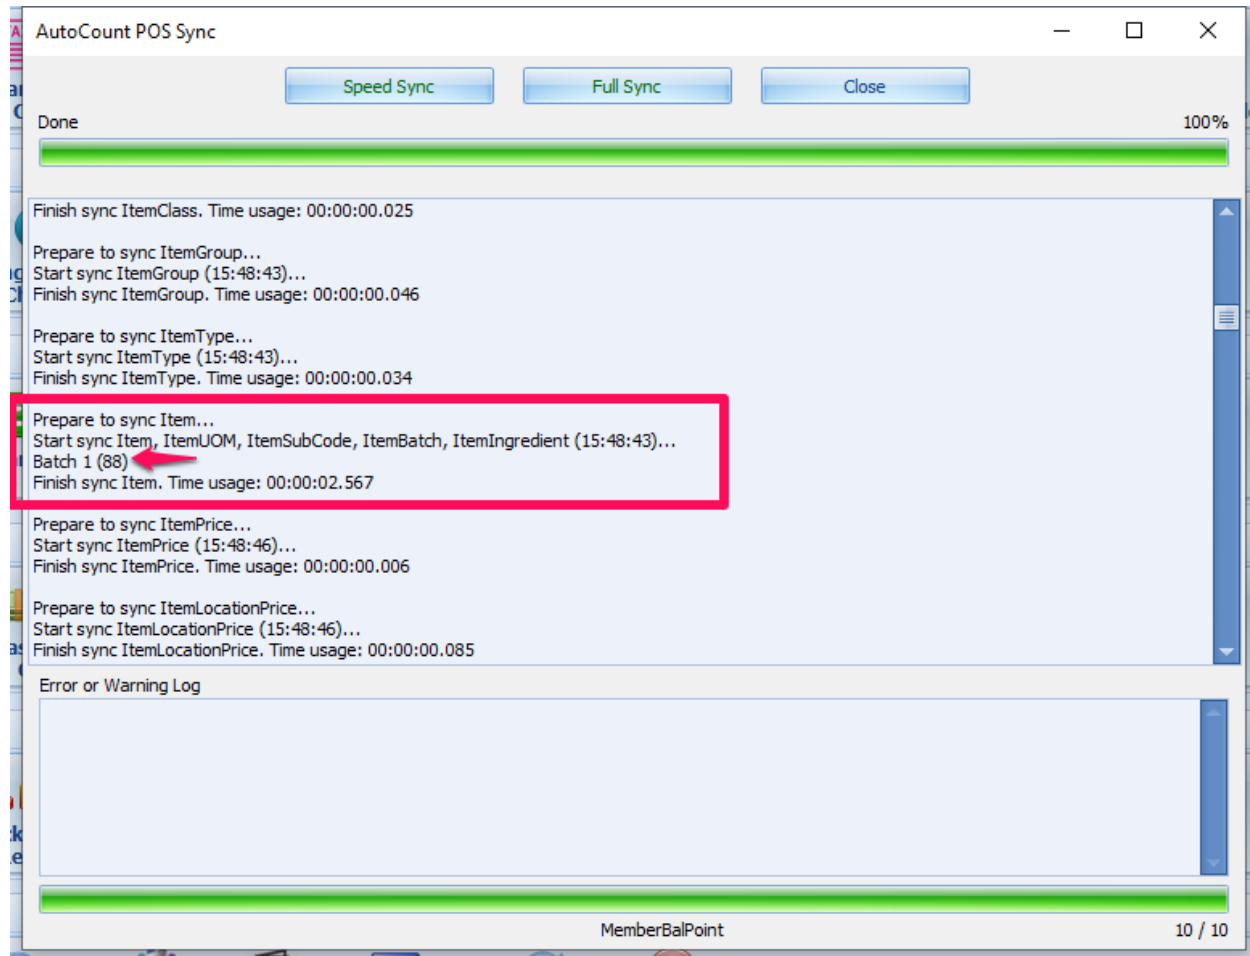 AutoCount POS Sync
Speed Sync
Full Sync
Close
Done
100%
Finish sync ItemClass. Time usage: 00:00:00.025
Prepare to sync ItemGroup...
Start sync ItemGroup (15:48:43)...
Finish sync ItemGroup. Time usage: 00:00:00.046
Prepare to sync ItemType...
Start sync ItemType (15:48:43)...
Finish sync ItemType. Time usage: 00:00:00.034
Prepare to sync Item...
Start sync Item, ItemUOM, ItemSubCode, ItemBatch, ItemIngredient (15:48:43)...
Batch 1 (88)
Finish sync Item. Time usage: 00:00:02.567
Prepare to sync ItemPrice...
Start sync ItemPrice (15:48:46)...
Finish sync ItemPrice. Time usage: 00:00:00.006
Prepare to sync ItemLocationPrice...
Start sync ItemLocationPrice (15:48:46)...
Finish sync ItemLocationPrice. Time usage: 00:00:00.085
Error or Warning Log
MemberBalPoint
10 / 10